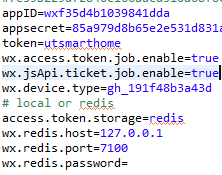 appID=wxf35d4b1039841dda
appsecret=85a979d8b65e2e531d831a
token=utsmarthome
wx.access.token.job.enable=true
wx.jsApi.ticket.job.enable=true
wx.device.type=gh_191f48b3a43d
# local or redis
access.token.storage=redis
wx.redis.host=127.0.0.1
wx.redis.port=7100
wx.redis.password=